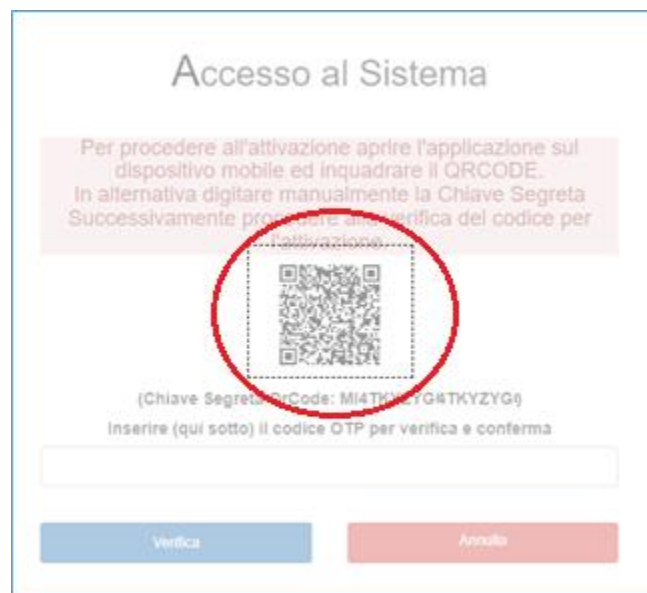 Accesso al Sistema
Per procedere all'attivazione aprire l'applicazione sul
dispositivo mobile ed inquadrare il QRCODE.
In alternativa digitare manualmente la Chiave Segreta
Successivamente procedere alla verifica del codice per
l'attivazione.
(Chiave Segreta QrCode:
Inserire (qui sotto) il codice OTP per verifica e conferma
Verifica Annulla